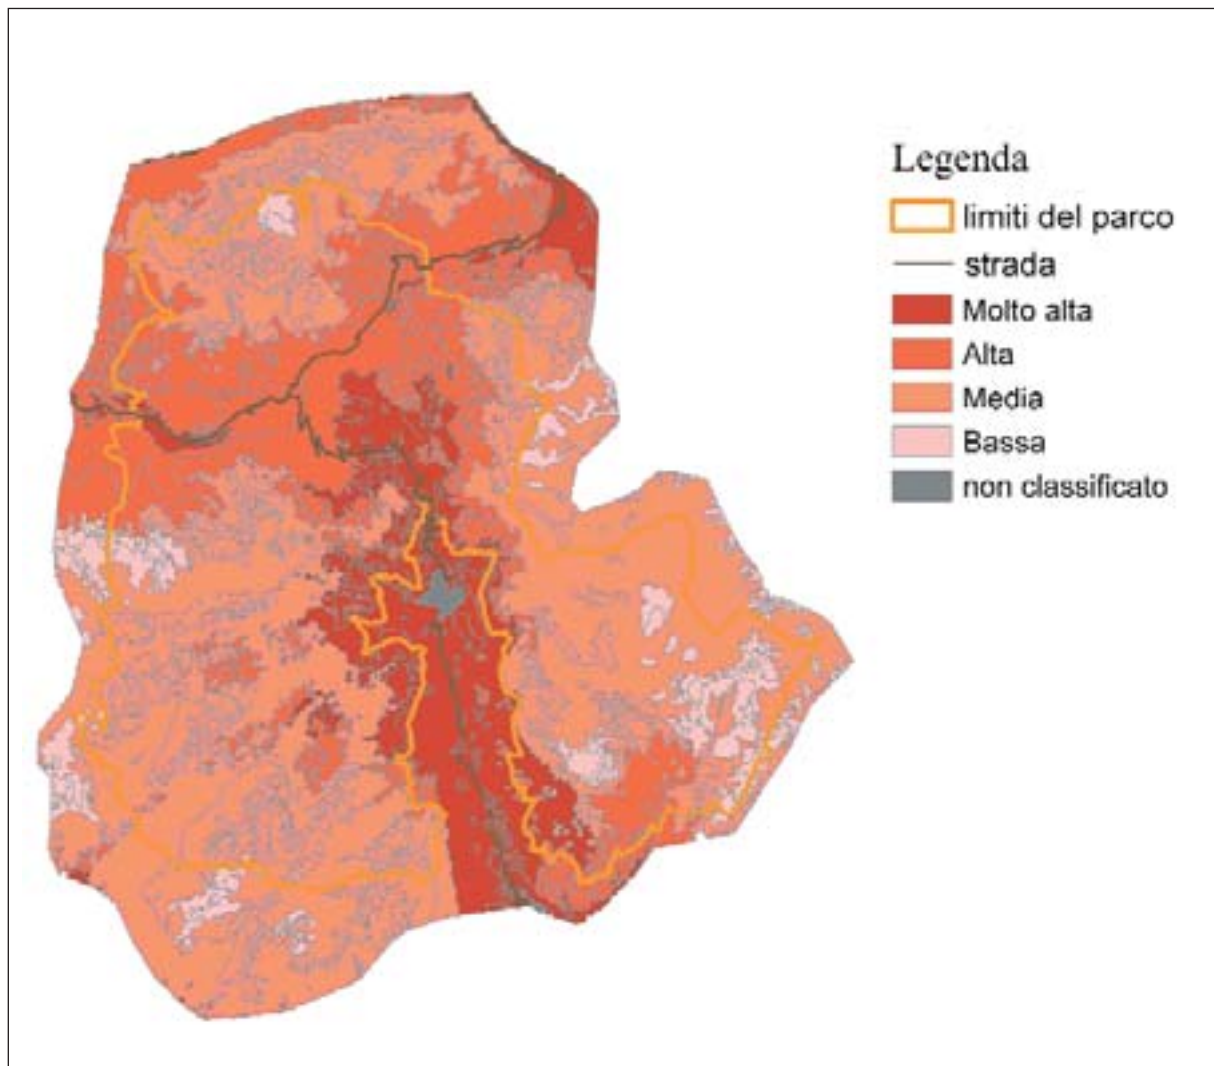 Legenda
limiti del parco
strada
Molto alta
Alta
Media
Bassa
non classificato